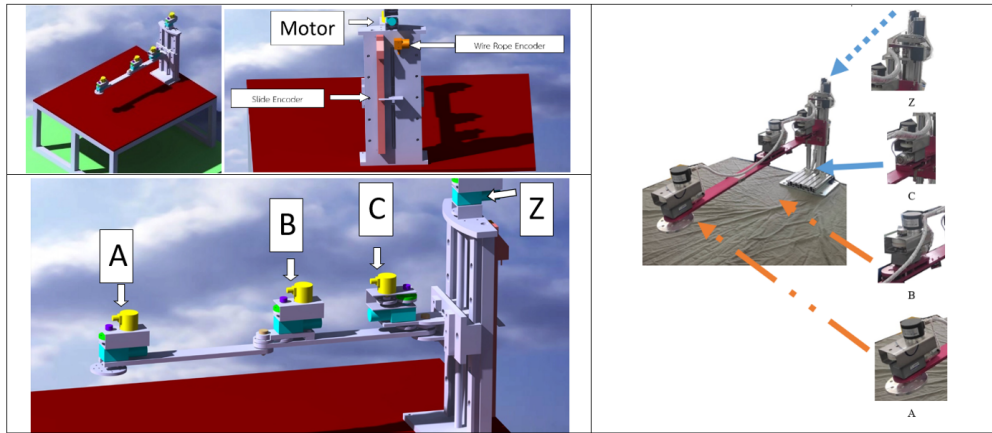 Motor
Wire Rope Encoder
Slide Encoder
A
B
C
Z
Z
C
B
A